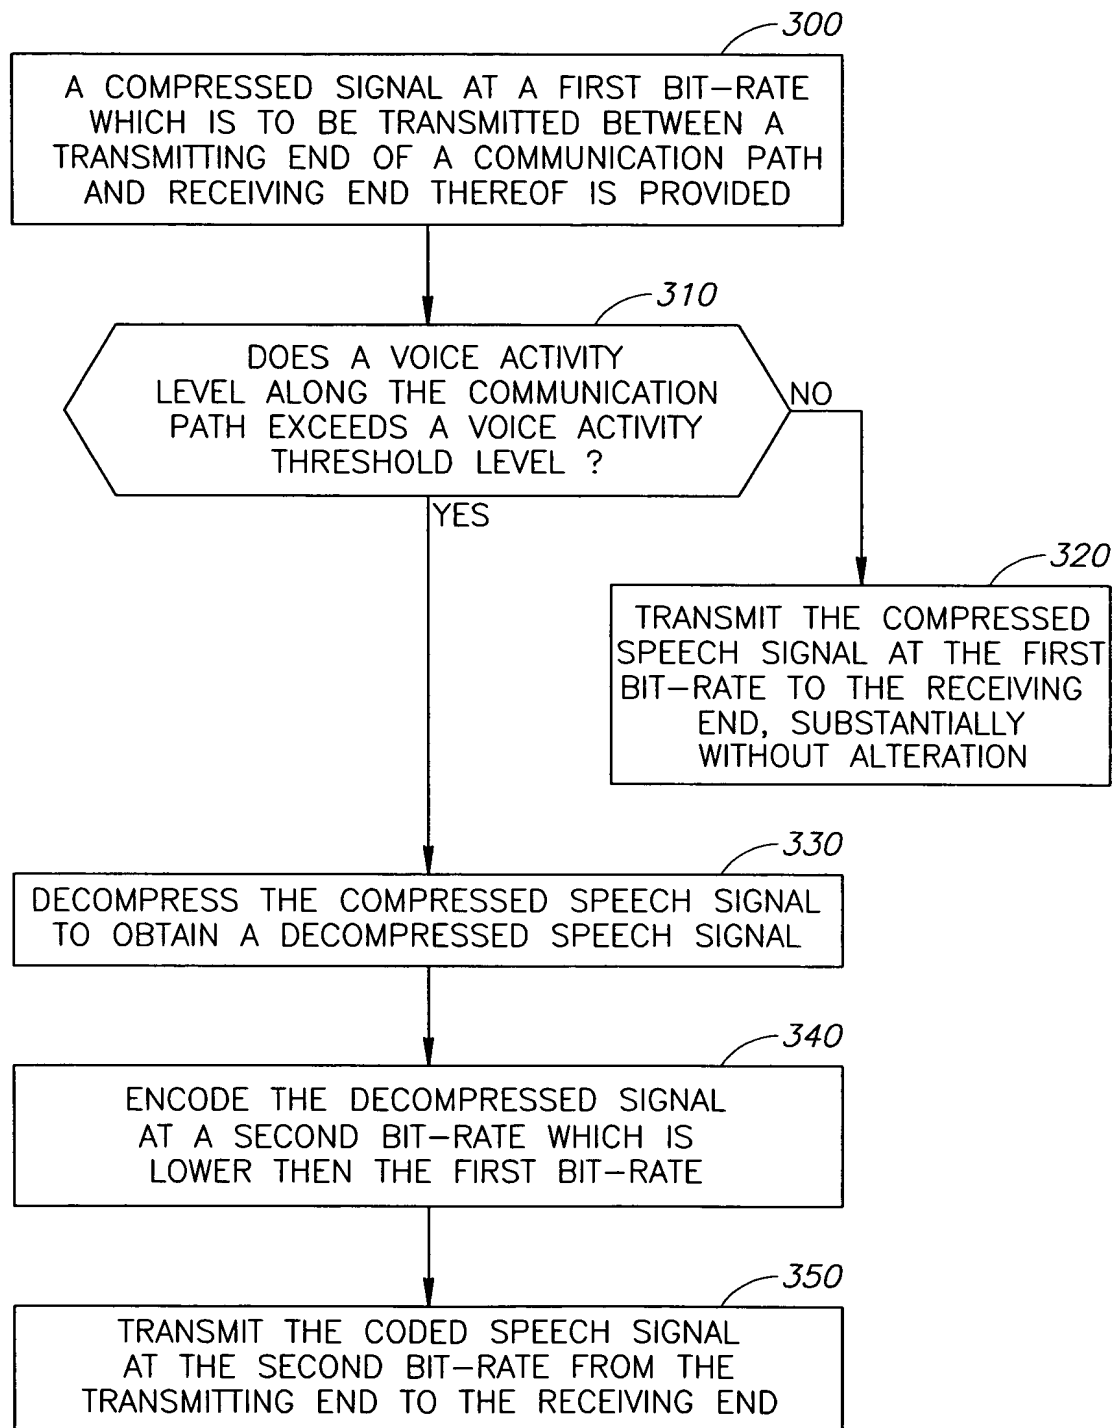 300
A COMPRESSED SIGNAL AT A FIRST BIT-RATE
WHICH IS TO BE TRANSMITTED BETWEEN A
TRANSMITTING END OF A COMMUNICATION PATH
AND RECEIVING END THEREOF IS PROVIDED
310
DOES A VOICE ACTIVITY
LEVEL ALONG THE COMMUNICATION
PATH EXCEEDS A VOICE ACTIVITY
THRESHOLD LEVEL ?
NO
YES
320
TRANSMIT THE COMPRESSED
SPEECH SIGNAL AT THE FIRST
BIT-RATE TO THE RECEIVING
END, SUBSTANTIALLY
WITHOUT ALTERATION
330
DECOMPRESS THE COMPRESSED SPEECH SIGNAL
TO OBTAIN A DECOMPRESSED SPEECH SIGNAL
340
ENCODE THE DECOMPRESSED SIGNAL
AT A SECOND BIT-RATE WHICH IS
LOWER THEN THE FIRST BIT-RATE
350
TRANSMIT THE CODED SPEECH SIGNAL
AT THE SECOND BIT-RATE FROM THE
TRANSMITTING END TO THE RECEIVING END